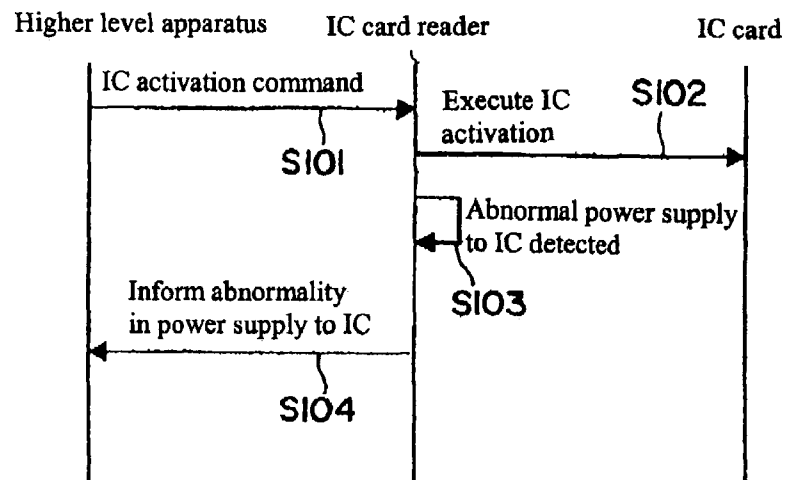 Higher level apparatus
IC card reader
IC card
IC activation command
S101
Execute IC
activation
S102
Abnormal power supply
to IC detected
S103
Inform abnormality
in power supply to IC
S104